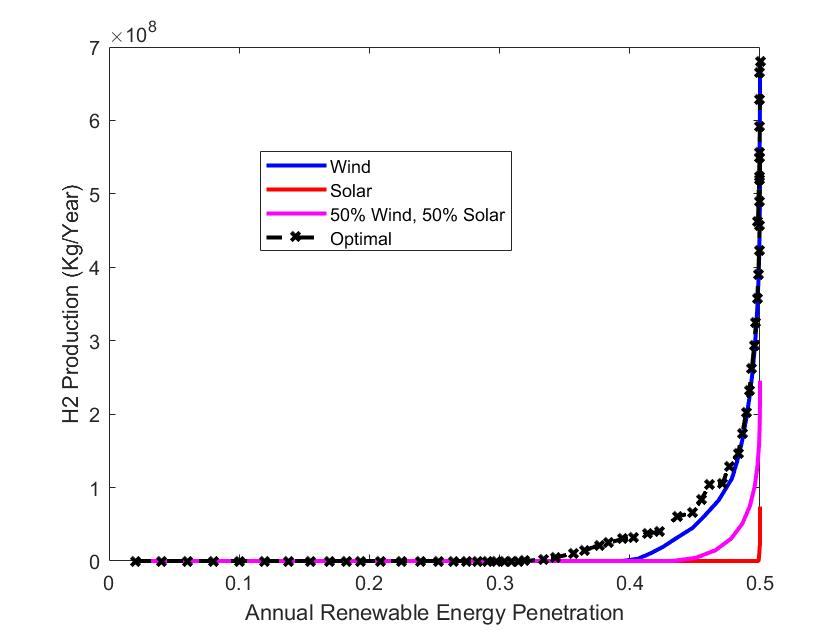 ×10^8
7
6
5
4
3
2
1
0
H2 Production (Kg/Year)
Wind
Solar
50% Wind, 50% Solar
Optimal
0 0.1 0.2 0.3 0.4 0.5
Annual Renewable Energy Penetration